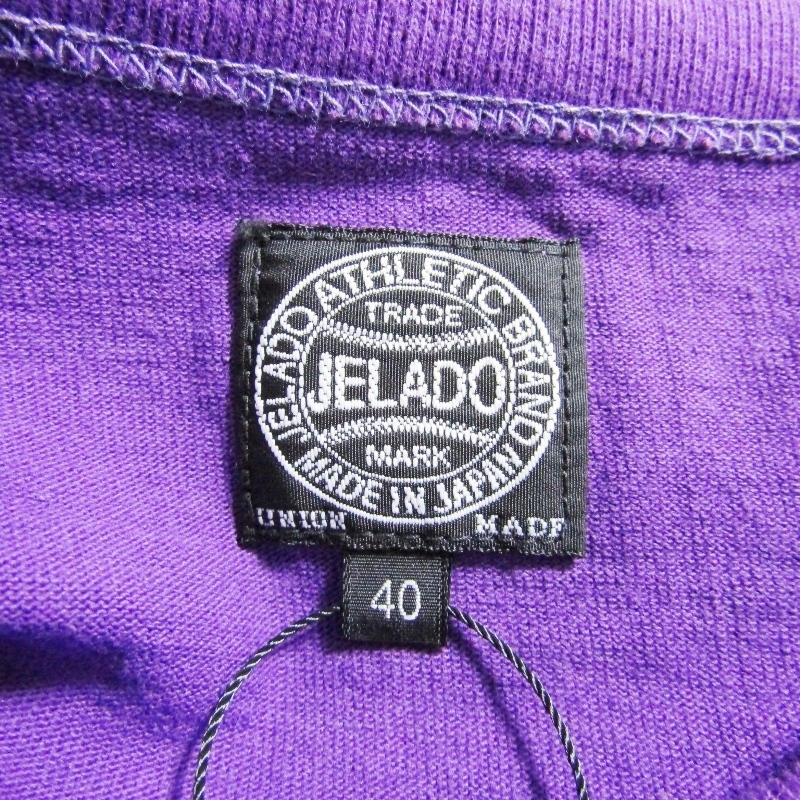 JELADO ATHLETIC BRAND
TRADE
JELADO
MARK
MADE IN JAPAN
UNION MADE
40